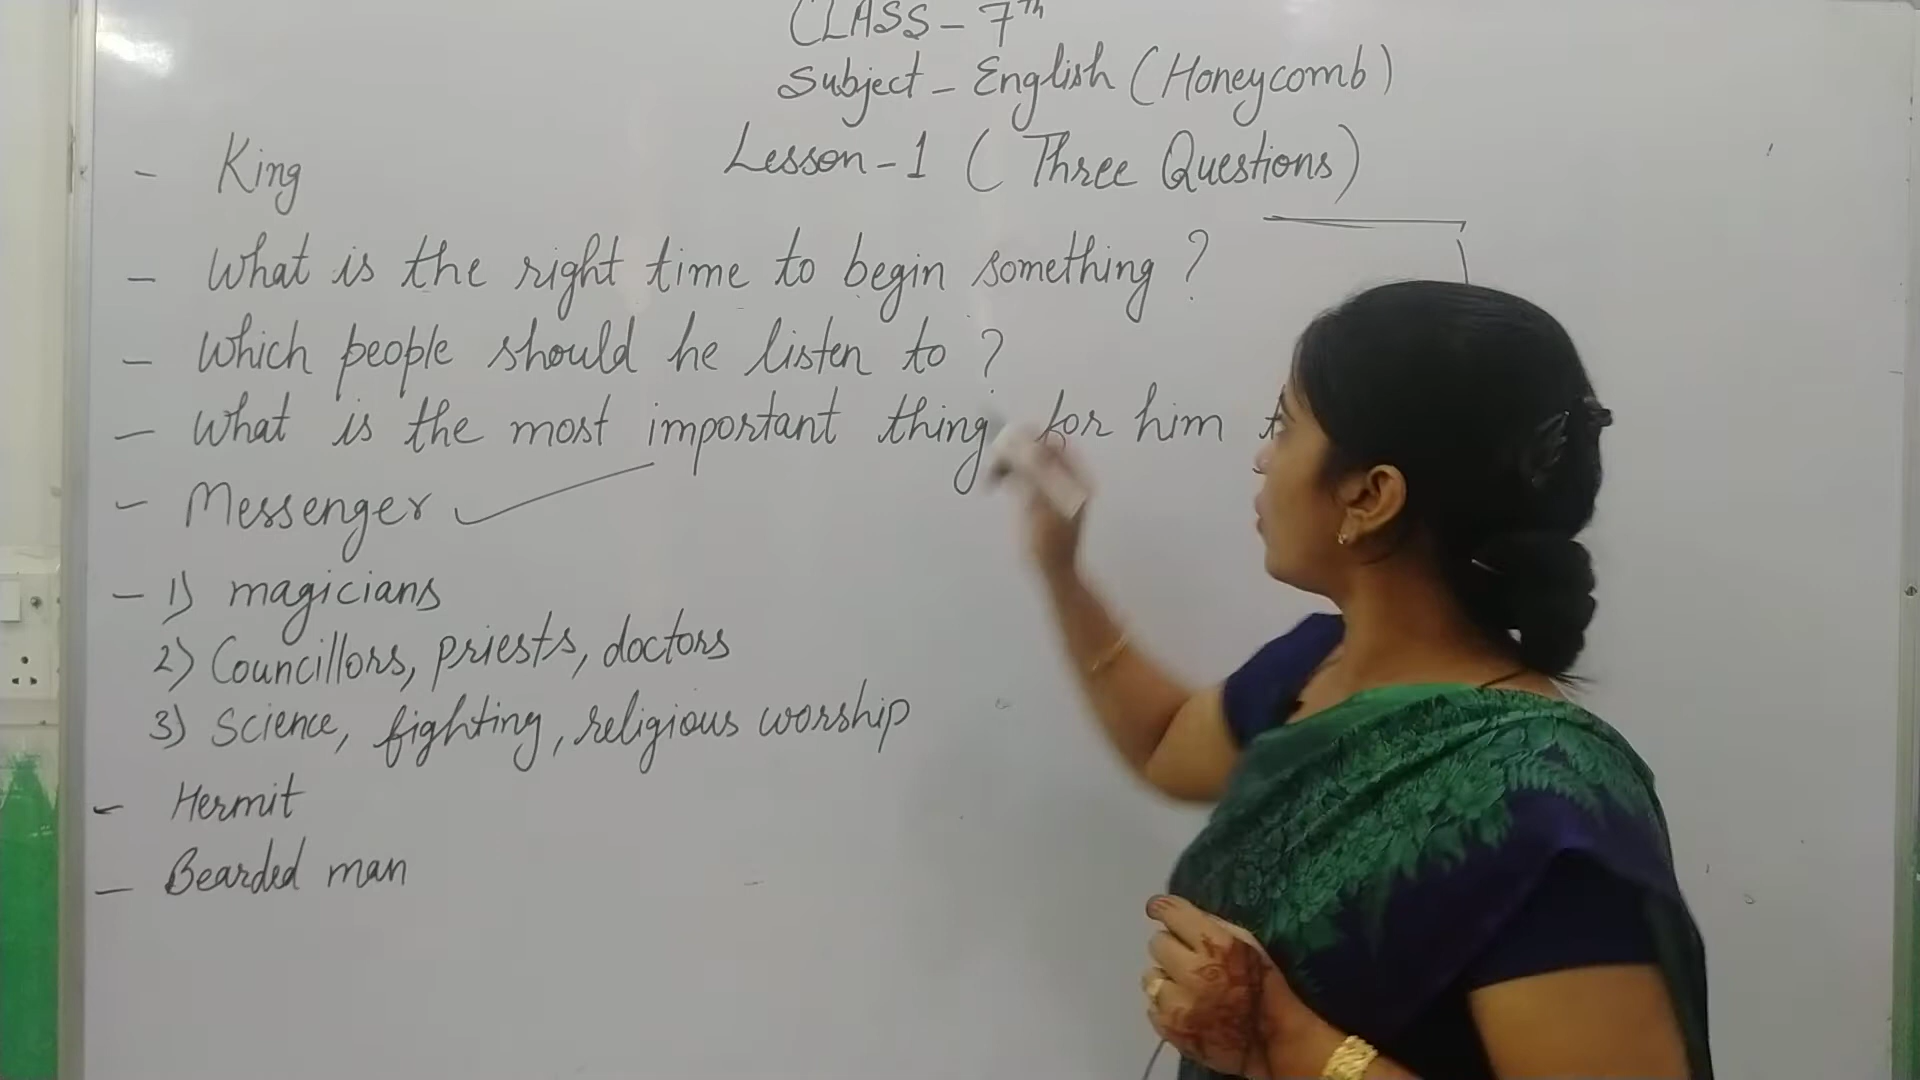 CLASS - 7th
Subject - English (Honeycomb)
Lesson - 1 ( Three Questions)
- King
- What is the right time to begin something ?
- Which people should he listen to ?
- What is the most important thing for him
- Messenger
- 1) magicians
2) Councillors, priests, doctors
3) Science, fighting, religious worship
- Hermit
- Bearded man